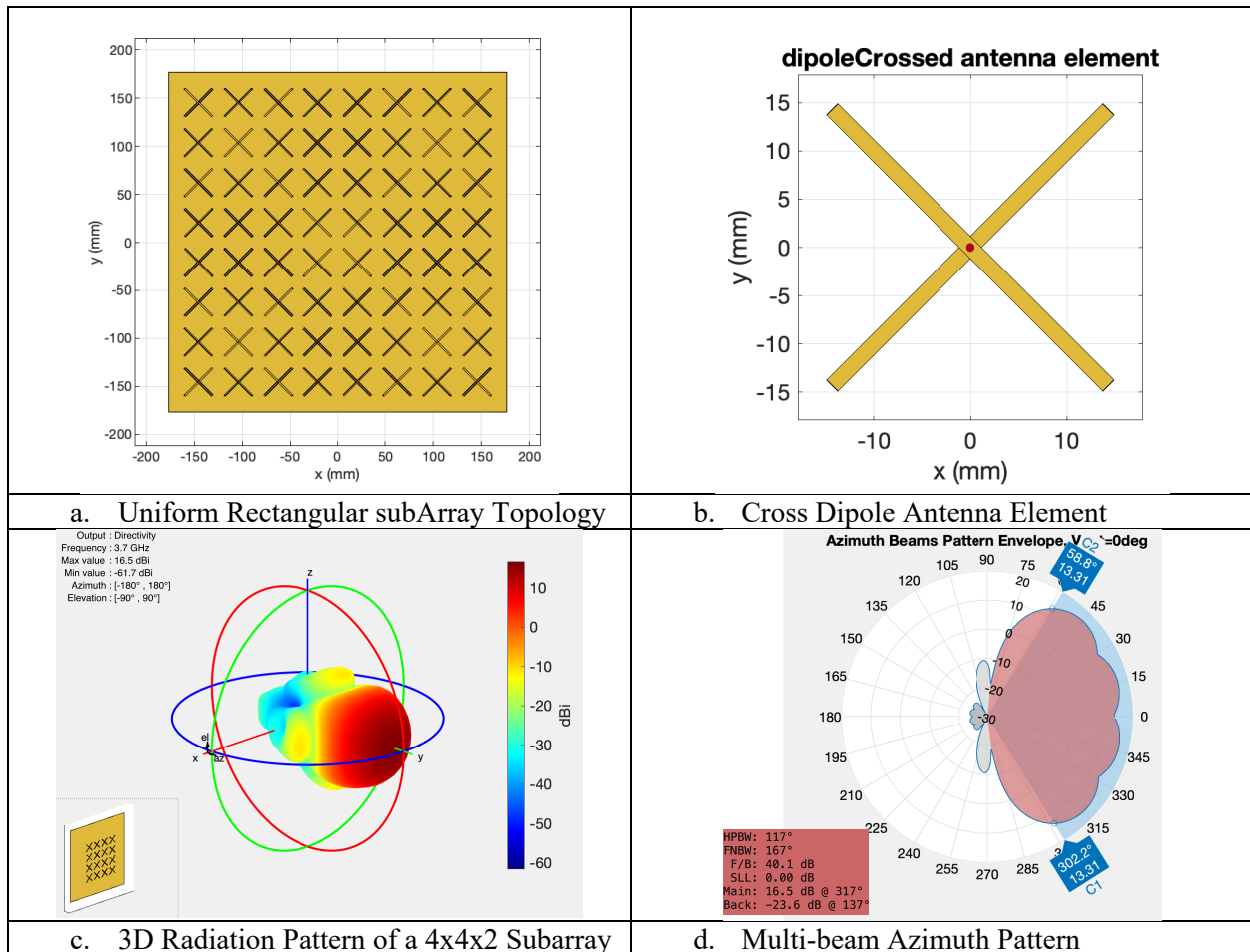 200
150
100
50
0
-50
-100
-150
-200
y (mm)
-200 -150 -100 -50 0 50 100 150 200
x (mm)
dipoleCrossed antenna element
15
10
5
0
-5
-10
-15
y (mm)
-10 0 10
x (mm)
a. Uniform Rectangular subArray Topology
b. Cross Dipole Antenna Element
Output : Directivity
Frequency : 3.7 GHz
Max value : 16.5 dBi
Min value : -61.7 dBi
Azimuth : [-180° , 180°]
Elevation : [-90° , 90°]
z
x
el
az
y
10
0
-10
-20
-30
-40
-50
-60
dBi
XXXX
XXXX
XXXX
XXXX
Azimuth Beams Pattern Envelope, =0deg
90
105 75
120
135 45
150 30
165 15
180 0
195 345
210 330
225 315
240
255 285
270
20
10
0
-10
-20
-30
C2
58.8°
13.31
302.2°
13.31
C1
HPBW: 117°
FNBW: 167°
F/B: 40.1 dB
SLL: 0.00 dB
Main: 16.5 dB @ 317°
Back: -23.6 dB @ 137°
c. 3D Radiation Pattern of a 4x4x2 Subarray
d. Multi-beam Azimuth Pattern